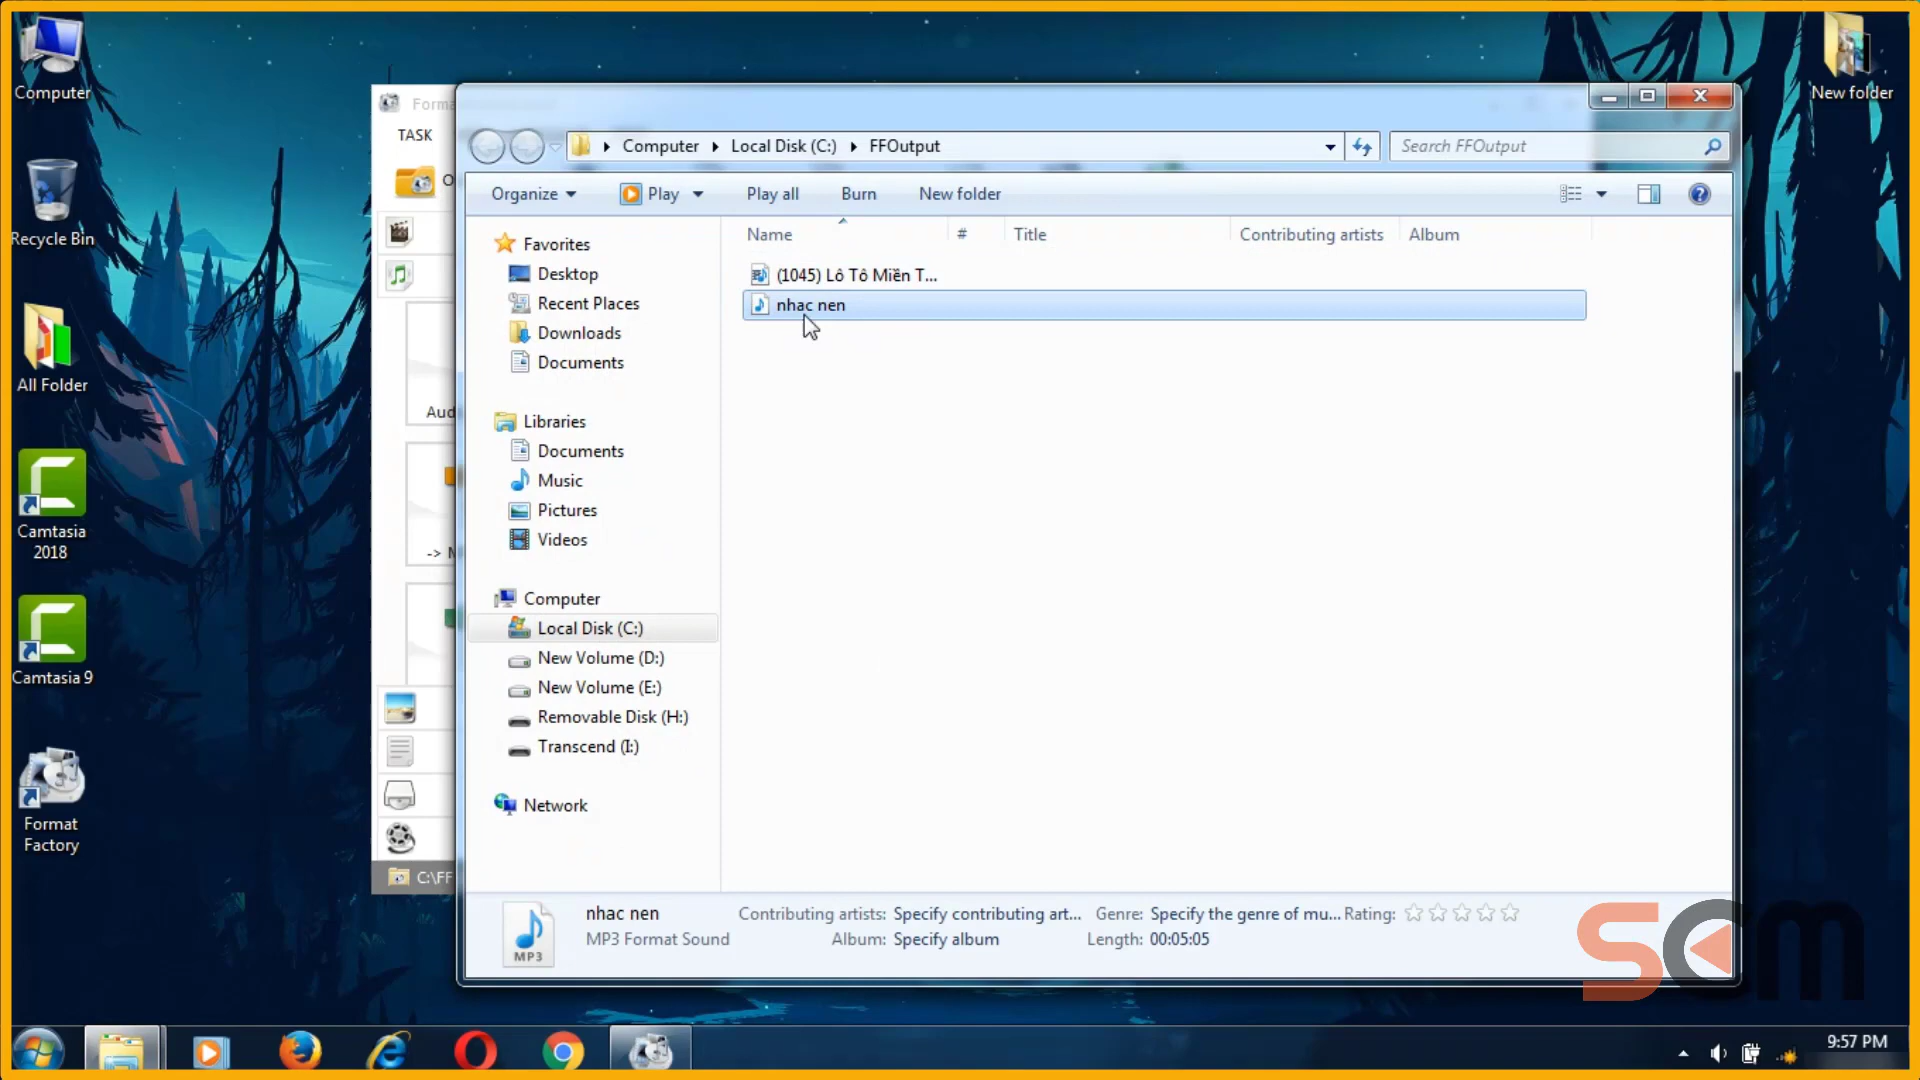 Computer
New folder
Recycle Bin
All Folder
Camtasia
2018
Camtasia 9
Format
Factory
Forma
TASK
Aud
C:\FF
Computer
Local Disk (C:)
FFOutput
Search FFOutput
Organize
Play
Play all
Burn
New folder
Name
#
Title
Contributing artists
Album
Favorites
Desktop
Recent Places
Downloads
Documents
Libraries
Documents
Music
Pictures
Videos
Computer
Local Disk (C:)
New Volume (D:)
New Volume (E:)
Removable Disk (H:)
Transcend (I:)
Network
(1045) Lô Tô Miền T...
nhac nen
nhac nen
MP3 Format Sound
MP3
Contributing artists: Specify contributing art...
Album: Specify album
Genre: Specify the genre of mu...
Length: 00:05:05
Rating:
scm
9:57 PM